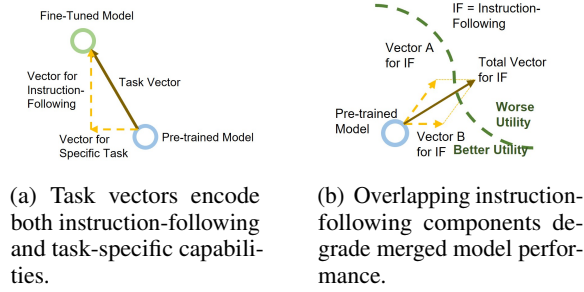 Fine-Tuned Model
Vector for
Instruction-
Following
Task Vector
Vector for
Specific Task
Pre-trained Model
(a) Task vectors encode
both instruction-following
and task-specific capabili-
ties.
IF = Instruction-
Following
Vector A
for IF
Total Vector
for IF
Pre-trained
Model
Vector B
for IF
Worse
Utility
Better Utility
(b) Overlapping instruction-
following components de-
grade merged model perfor-
mance.